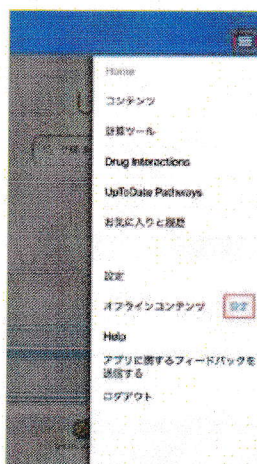 Home
コンテンツ
計算ツール
Drug Interactions
UpToDate Pathways
お気に入りと履歴
設定
オフラインコンテンツ 設定
Help
アプリに関するフィードバックを
送信する
ログアウト